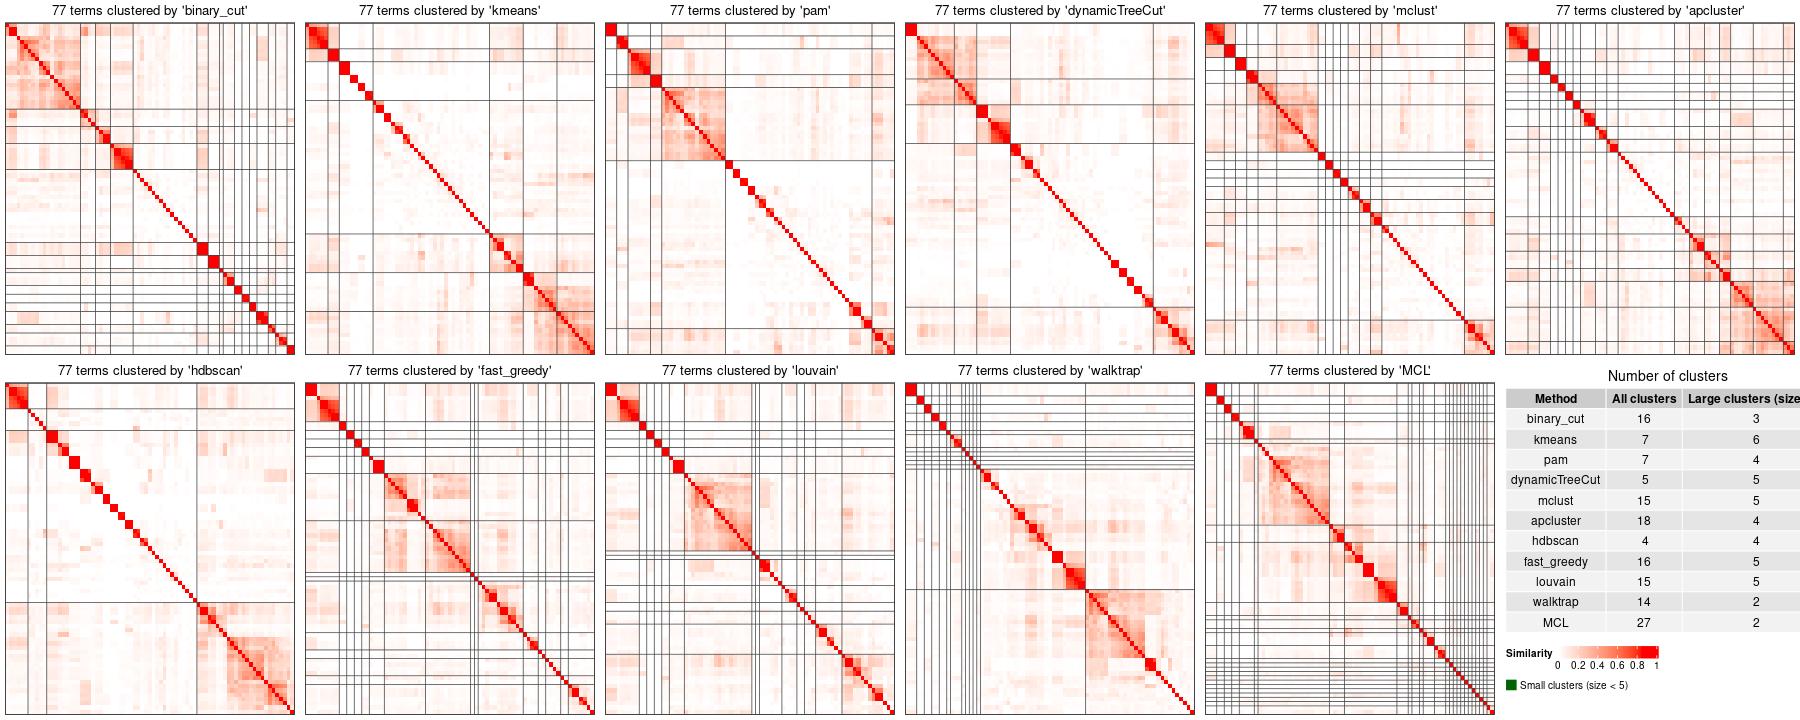 77 terms clustered by 'binary_cut'
77 terms clustered by 'kmeans'
77 terms clustered by 'pam'
77 terms clustered by 'dynamicTreeCut'
77 terms clustered by 'mclust'
77 terms clustered by 'apcluster'
77 terms clustered by 'hdbscan'
77 terms clustered by 'fast_greedy'
77 terms clustered by 'louvain'
77 terms clustered by 'walktrap'
77 terms clustered by 'MCL'
Number of clusters
Method All clusters Large clusters (size
binary_cut 16 3
kmeans 7 6
pam 7 4
dynamicTreeCut 5 5
mclust 15 5
apcluster 18 4
hdbscan 4 4
fast_greedy 16 5
louvain 15 5
walktrap 14 2
MCL 27 2
Similarity
0 0.2 0.4 0.6 0.8 1
Small clusters (size < 5)